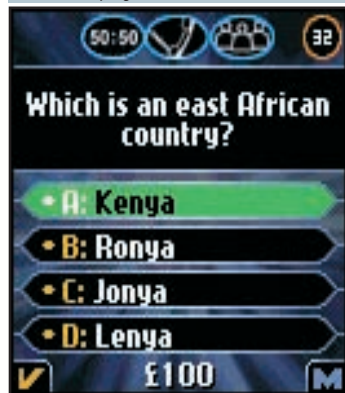 50:50 32
Which is an east African
country?
A: Kenya
B: Ronya
C: Jonya
D: Lenya
V £100 M